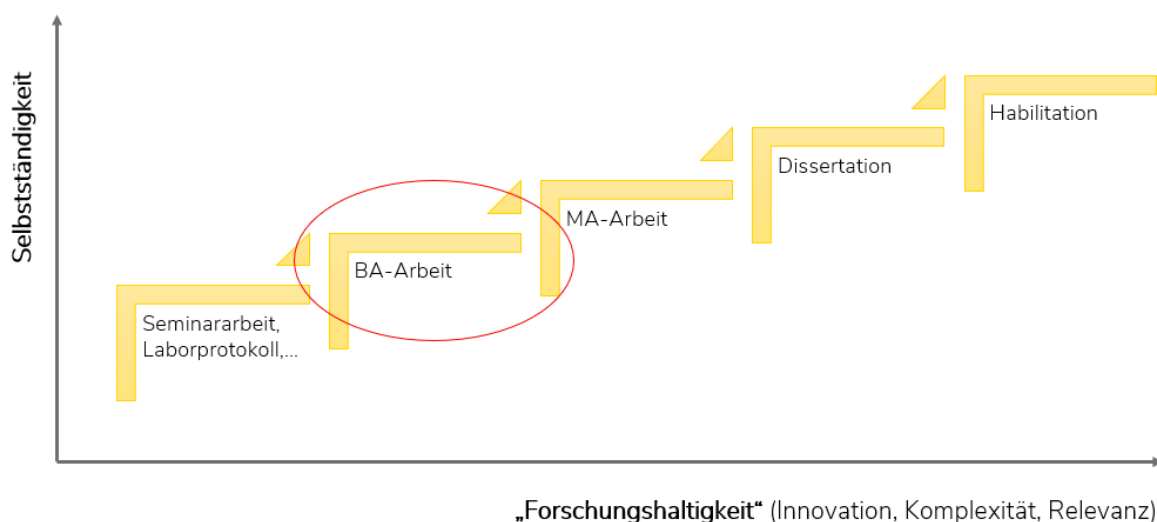 Selbstständigkeit
Habilitation
Dissertation
MA-Arbeit
BA-Arbeit
Seminararbeit,
Laborprotokoll,...
„Forschungshaltigkeit“ (Innovation, Komplexität, Relevanz)